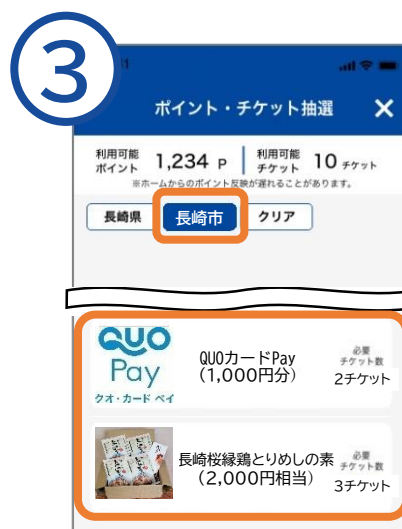 ③
ポイント・チケット抽選 ×
利用可能
ポイント 1,234 P
利用可能
チケット 10 チケット
※ホームからのポイント反映が遅れることがあります。
長崎県 長崎市 クリア
QUO
Pay
クオ・カード ペイ
QUOカードPay
(1,000円分)
必要
チケット数
2チケット
長崎桜縁鶏とりめしの素
(2,000円相当)
必要
チケット数
3チケット